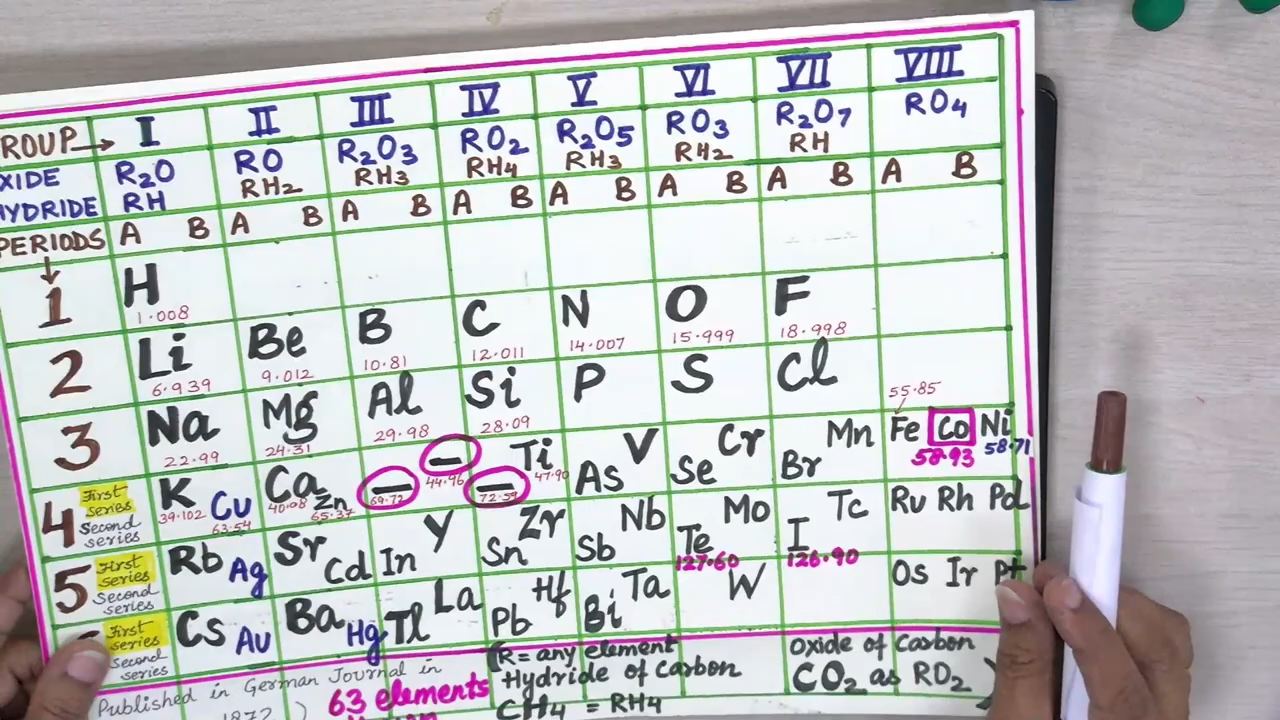 ROUP → I II III IV V VI VII VIII
XIDE R2O RO R2O3 RO2 R2O5 RO3 R2O7 RO4
HYDRIDE RH RH2 RH3 RH4 RH3 RH2 RH
PERIODS A B A B A B A B A B A B A B A B
1 H
1.008
2 Li Be B C N O F
6.939 9.012 10.81 12.011 14.007 15.999 18.998
3 Na Mg Al Si P S Cl
22.99 24.31 29.98 28.09
55.85
4 First series K Ca — Ti V Cr Mn Fe Co Ni
39.102 40.08 44.96 47.90 58.93 58.71
Second series Cu Zn — — As Se Br
63.54 65.37 69.72 72.59
5 First series Rb Sr Y Zr Nb Mo Tc Ru Rh Pd
Second series Ag Cd In Sn Sb Te I
127.60 126.90
First series Cs Ba La Hf Ta W Os Ir Pt
Second series Au Hg Tl Pb Bi
Published in German Journal in
1872 )
63 elements
R = any element
Hydride of Carbon
CH4 = RH4
Oxide of Carbon
CO2 as RO2